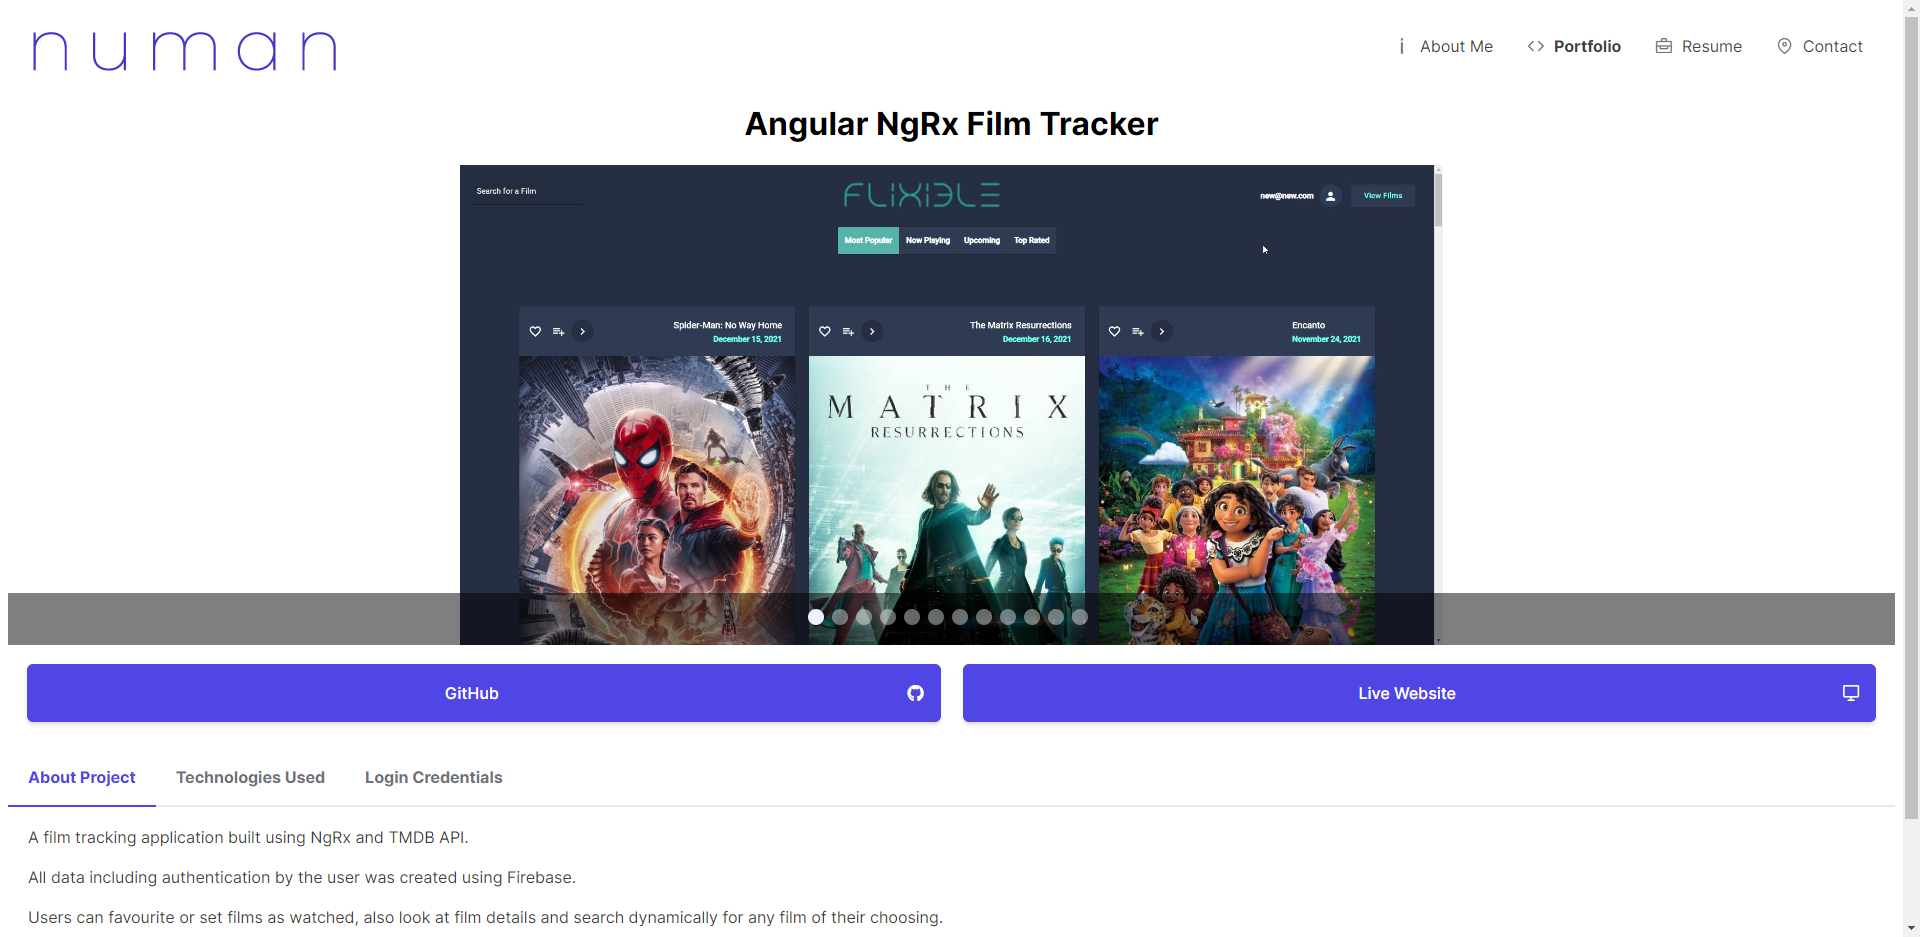 numan
About Me
Portfolio
Resume
Contact
Angular NgRx Film Tracker
Search for a Film
FLIXIBLE
new@new.com
View Films
Most Popular
Now Playing
Upcoming
Top Rated
Spider-Man: No Way Home
December 15, 2021
The Matrix Resurrections
December 16, 2021
Encanto
November 24, 2021
THE
MATRIX
RESURRECTIONS
GitHub
Live Website
About Project
Technologies Used
Login Credentials
A film tracking application built using NgRx and TMDB API.
All data including authentication by the user was created using Firebase.
Users can favourite or set films as watched, also look at film details and search dynamically for any film of their choosing.